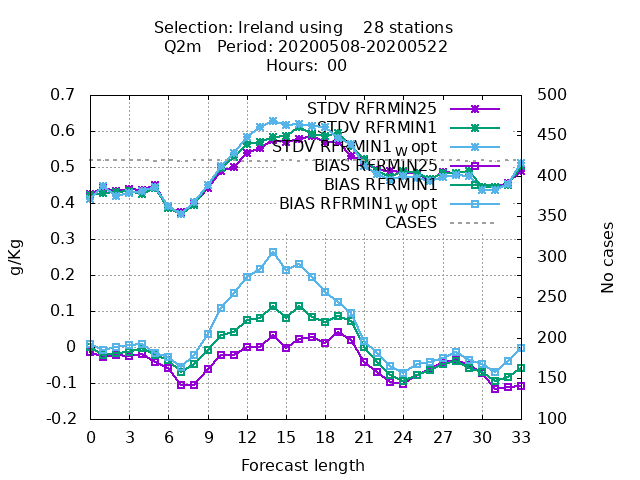 Selection: Ireland using    28 stations
Q2m   Period: 20200508-20200522
Hours:  00
STDV RFRMIN25
STDV RFRMIN1
STDV RFRMIN1_W opt
BIAS RFRMIN25
BIAS RFRMIN1
BIAS RFRMIN1_W opt
CASES
g/Kg
0.7
0.6
0.5
0.4
0.3
0.2
0.1
0
-0.1
-0.2
No cases
500
450
400
350
300
250
200
150
100
0 3 6 9 12 15 18 21 24 27 30 33
Forecast length